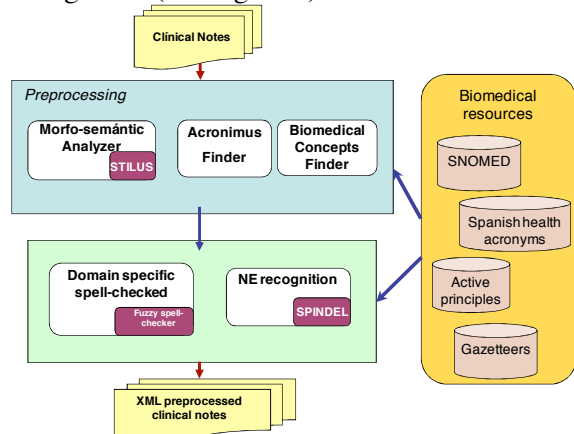 Clínical Notes
Preprocessing
Morfo-semántic
Analyzer
STILUS
Acronimus
Finder
Biomedical
Concepts
Finder
Biomedical
resources
SNOMED
Spanish health
acronyms
Active
principles
Gazetteers
Domain specific
spell-checked
Fuzzy spell-
checker
NE recognition
SPINDEL
XML preprocessed
clinical notes